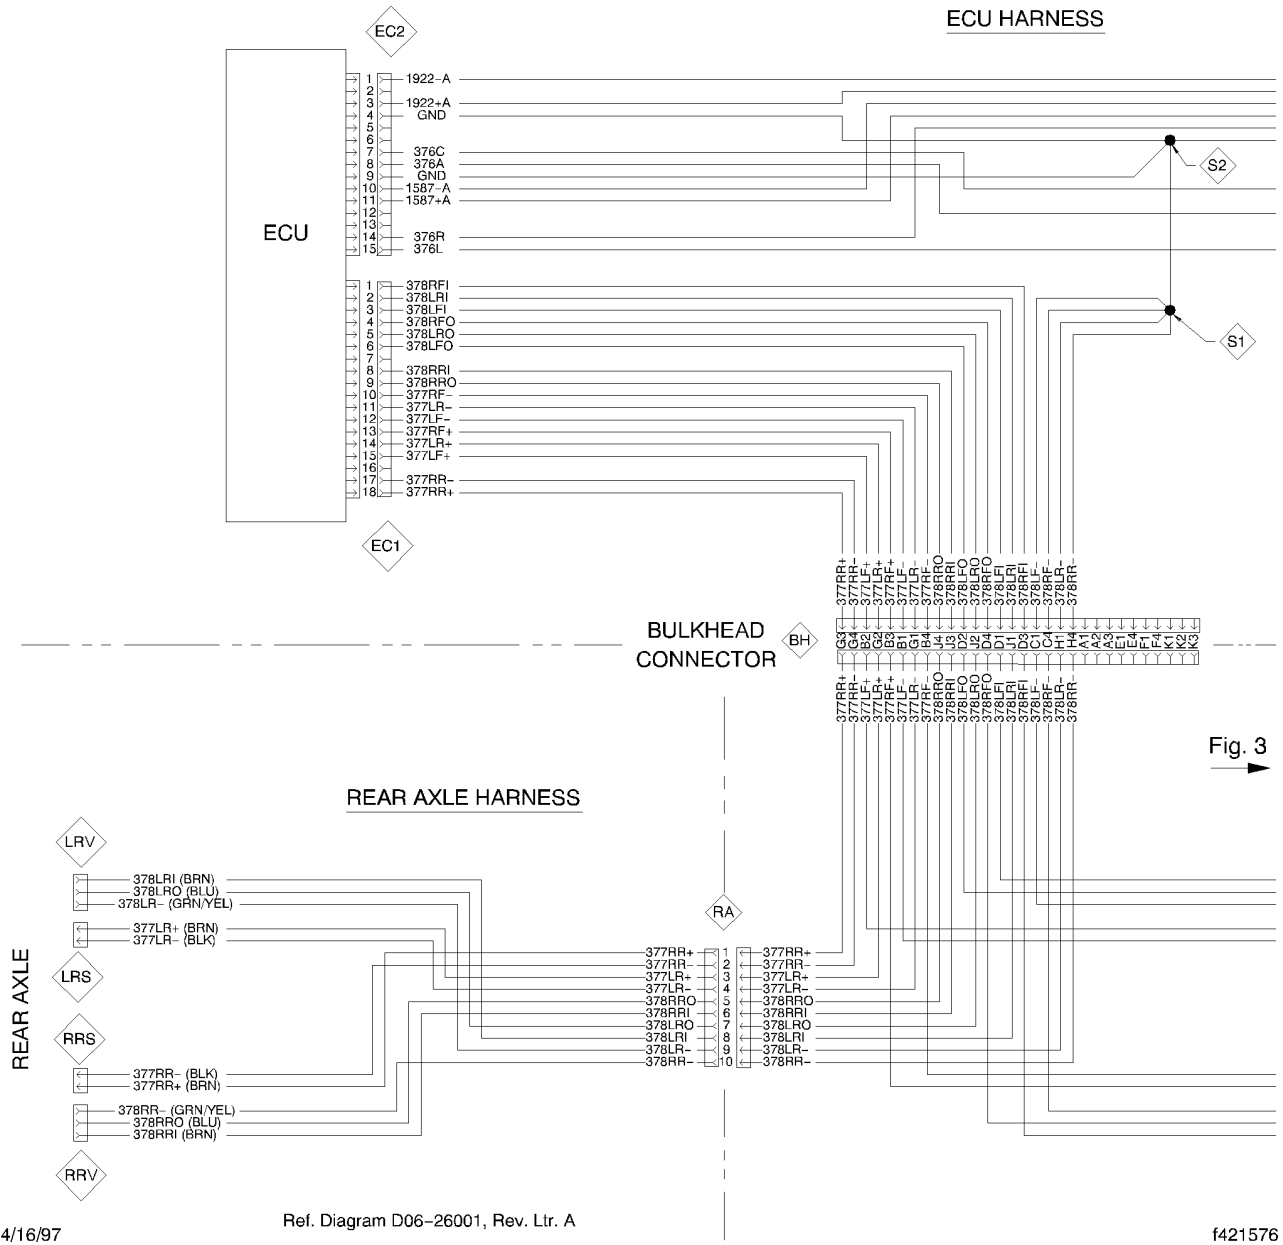 ECU HARNESS
EC2
1 1922-A
2
3 1922+A
4 GND
5
6
7 376C
8 376A
9 GND
10 1587-A
11 1587+A
12
13
14 376R
15 376L
S2
ECU
1 378RFI
2 378LRI
3 378LFI
4 378RFO
5 378LRO
6 378LFO
7
8 378RRI
9 378RRO
10 377RF-
11 377LR-
12 377LF-
13 377RF+
14 377LR+
15 377LF+
16
17 377RR-
18 377RR+
S1
EC1
377RR+ 377RR- 377LF+ 377LR+ 377RF+ 377LF- 377LR- 377RF- 378RRO 378RRI 378LFO 378LRO 378RFO 378LFI 378LRI 378RFI 378LF- 378RF- 378LR- 378RR-
BULKHEAD
CONNECTOR
BH
G3 G4 B2 G2 B3 B1 G1 B4 J4 J3 D2 J2 D4 D1 J1 D3 C1 C4 H1 H4 A1 A2 A3 E1 E4 F1 F4 K1 K2 K3
377RR+ 377RR- 377LF+ 377LR+ 377RF+ 377LF- 377LR- 377RF- 378RRO 378RRI 378LFO 378LRO 378RFO 378LFI 378LRI 378RFI 378LF- 378RF- 378LR- 378RR-
Fig. 3
REAR AXLE HARNESS
LRV
378LRI (BRN)
378LRO (BLU)
378LR- (GRN/YEL)
377LR+ (BRN)
377LR- (BLK)
LRS
REAR AXLE
RRS
377RR- (BLK)
377RR+ (BRN)
378RR- (GRN/YEL)
378RRO (BLU)
378RRI (BRN)
RRV
RA
377RR+ 1 377RR+
377RR- 2 377RR-
377LR+ 3 377LR+
377LR- 4 377LR-
378RRO 5 378RRO
378RRI 6 378RRI
378LRO 7 378LRO
378LRI 8 378LRI
378LR- 9 378LR-
378RR- 10 378RR-
Ref. Diagram D06-26001, Rev. Ltr. A
4/16/97
f421576